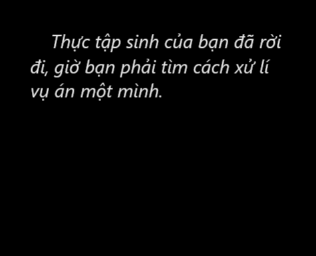 Thực tập sinh của bạn đã rời
đi, giờ bạn phải tìm cách xử lí
vụ án một mình.